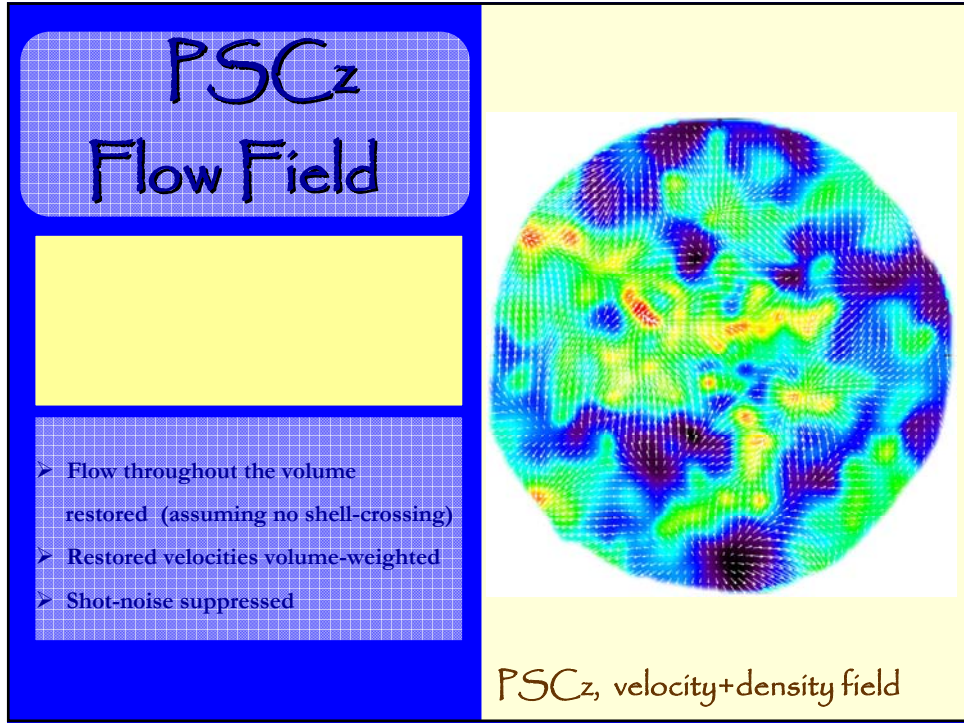 PSCz
Flow Field
➢ Flow throughout the volume
restored (assuming no shell-crossing)
➢ Restored velocities volume-weighted
➢ Shot-noise suppressed
PSCz, velocity+density field